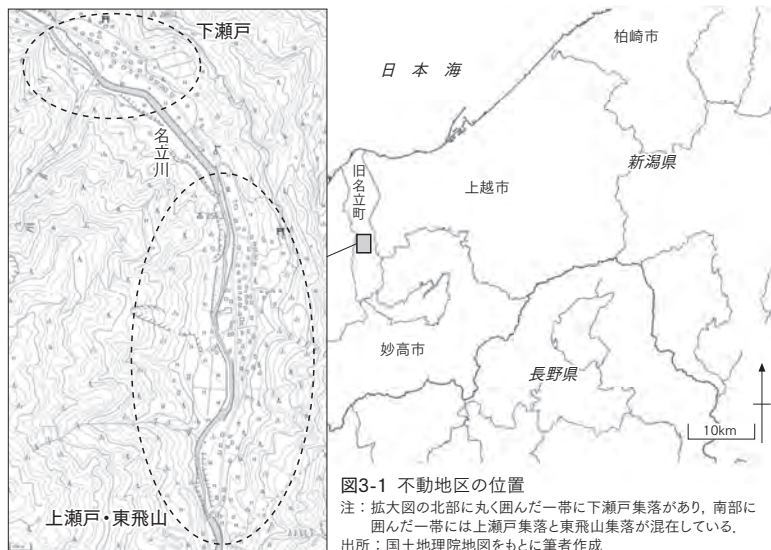 下瀬戸
名立川
上瀬戸・東飛山
日本海
柏崎市
新潟県
旧名立町
上越市
妙高市
長野県
10km
図3-1 不動地区の位置
注：拡大図の北部に丸く囲んだ一帯に下瀬戸集落があり，南部に
囲んだ一帯には上瀬戸集落と東飛山集落が混在している．
出所：国土地理院地図をもとに筆者作成